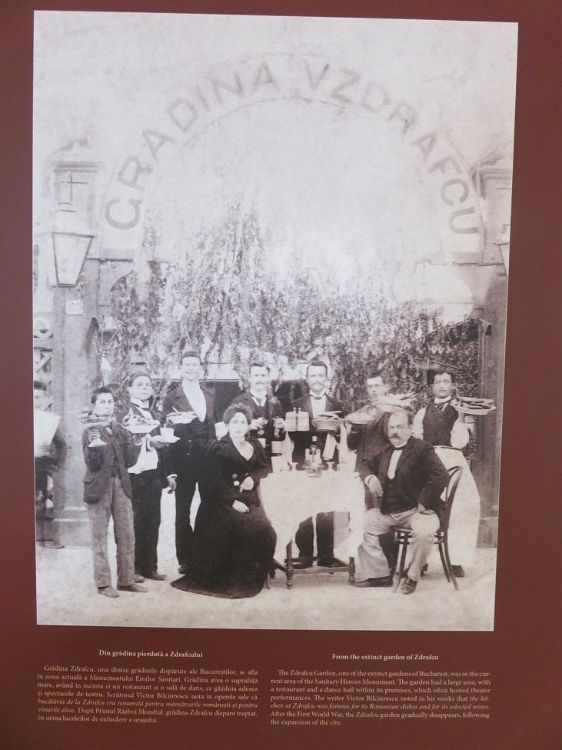 GRADINA VZDRAFCU
Din grădina pierdută a Zdrafcului
Grădina Zdrafcu, una dintre grădinile dispărute ale Bucureștilor, se afla
în zona actuală a Monumentului Eroilor Sanitari. Grădina avea o suprafață
mare, având în incinta ei un restaurant și o sală de dans, ce găzduia adesea
și spectacole de teatru. Scriitorul Victor Bilciurescu nota în operele sale că
bucătăria de la Zdrafcu era renumită pentru mâncărurile românești și pentru
vinurile alese. După Primul Război Mondial, grădina Zdrafcu dispare treptat,
în urma lucrărilor de extindere a orașului.
From the extinct garden of Zdrafcu
The Zdrafcu Garden, one of the extinct gardens of Bucharest, was in the cur-
rent area of the Sanitary Heroes Monument. The garden had a large area, with
a restaurant and a dance hall within its premises, which often hosted theater
performances. The writer Victor Bilciurescu noted in his works that the kit-
chen at Zdrafcu was famous for its Romanian dishes and for its selected wines.
After the First World War, the Zdrafcu garden gradually disappears, following
the expansion of the city.